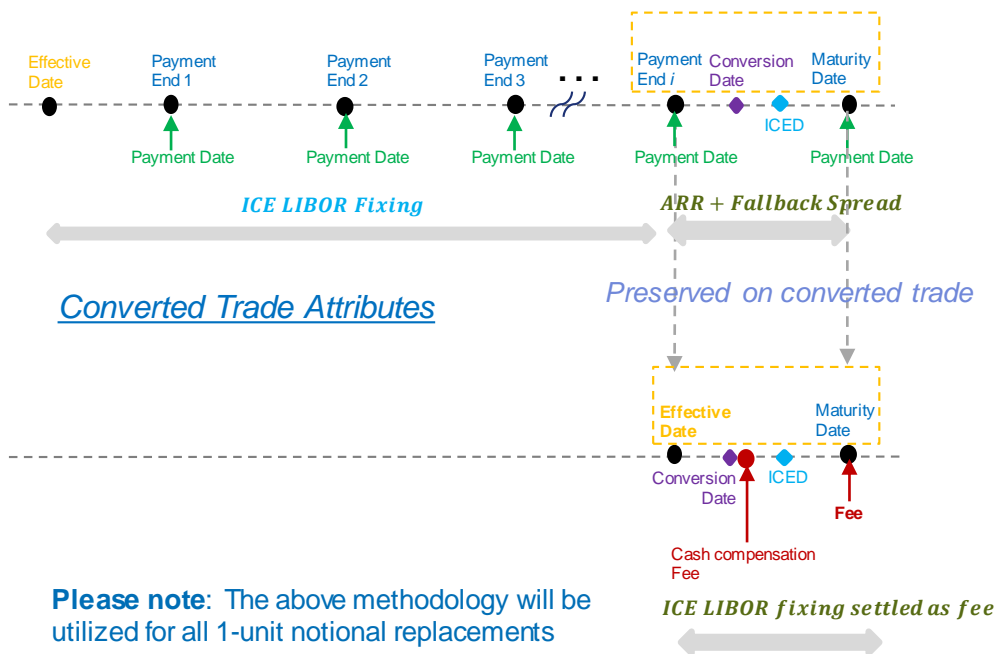 Effective
Date
Payment
End 1
Payment
End 2
Payment
End 3
...
Payment
End i
Conversion
Date
Maturity
Date
ICED
Payment Date
Payment Date
Payment Date
Payment Date
Payment Date
ICE LIBOR Fixing
ARR + Fallback Spread
Converted Trade Attributes
Preserved on converted trade
Effective
Date
Maturity
Date
Conversion
Date
ICED
Fee
Cash compensation
Fee
Please note: The above methodology will be
utilized for all 1-unit notional replacements
ICE LIBOR fixing settled as fee